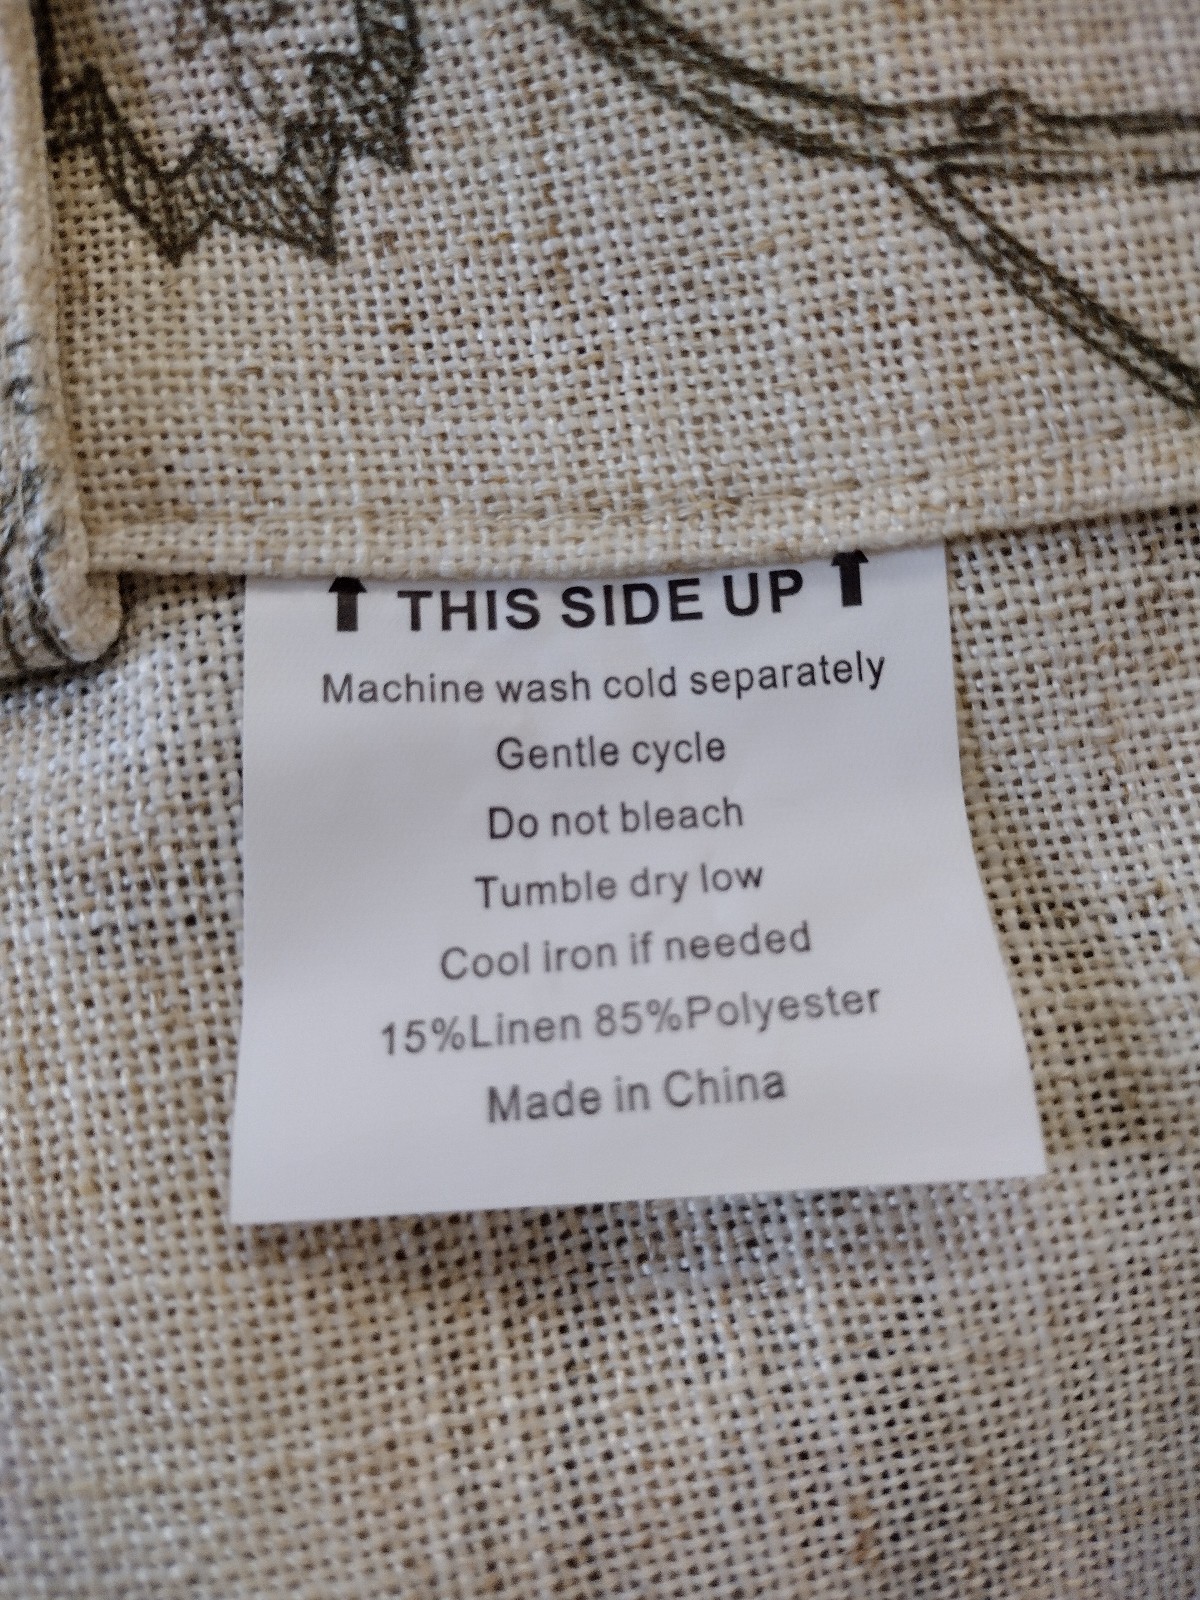 ⬆ THIS SIDE UP ⬆
Machine wash cold separately
Gentle cycle
Do not bleach
Tumble dry low
Cool iron if needed
15%Linen 85%Polyester
Made in China